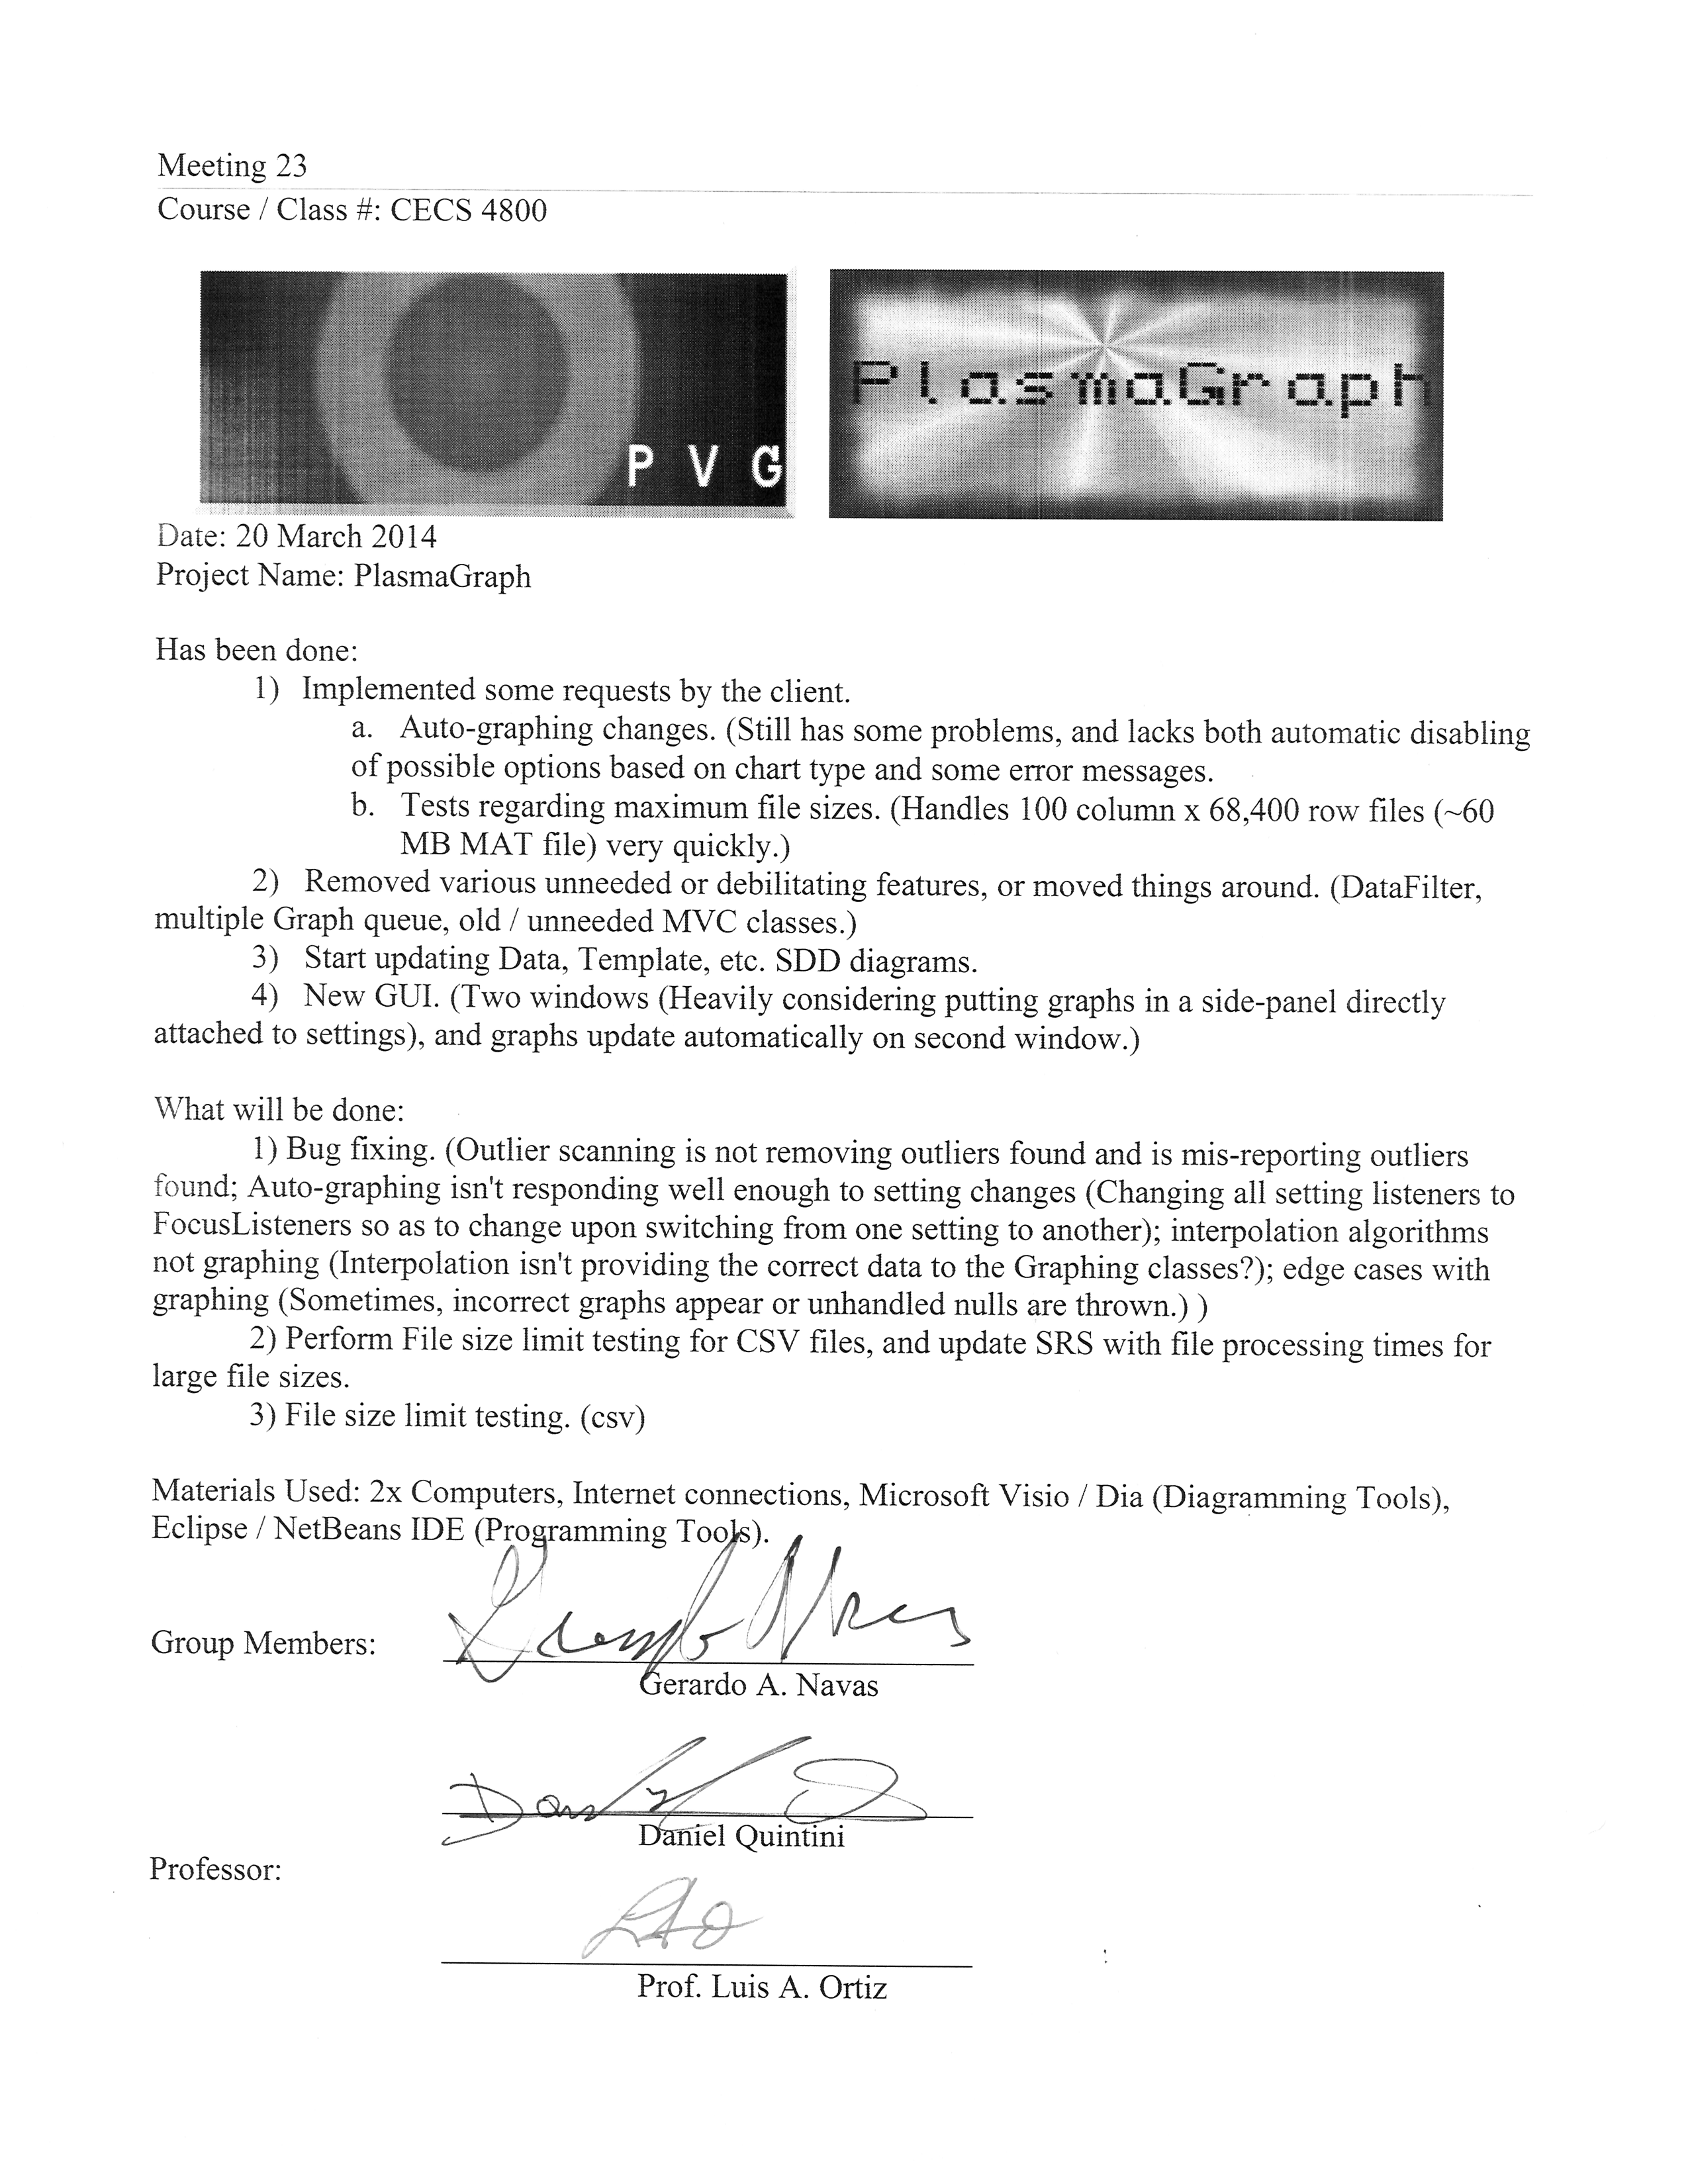 Meeting 23
Course / Class #: CECS 4800
P V G
PlasmaGraph
Date: 20 March 2014
Project Name: PlasmaGraph
Has been done:
1) Implemented some requests by the client.
a. Auto-graphing changes. (Still has some problems, and lacks both automatic disabling
of possible options based on chart type and some error messages.
b. Tests regarding maximum file sizes. (Handles 100 column x 68,400 row files (~60
MB MAT file) very quickly.)
2) Removed various unneeded or debilitating features, or moved things around. (DataFilter,
multiple Graph queue, old / unneeded MVC classes.)
3) Start updating Data, Template, etc. SDD diagrams.
4) New GUI. (Two windows (Heavily considering putting graphs in a side-panel directly
attached to settings), and graphs update automatically on second window.)
What will be done:
1) Bug fixing. (Outlier scanning is not removing outliers found and is mis-reporting outliers
found; Auto-graphing isn't responding well enough to setting changes (Changing all setting listeners to
FocusListeners so as to change upon switching from one setting to another); interpolation algorithms
not graphing (Interpolation isn't providing the correct data to the Graphing classes?); edge cases with
graphing (Sometimes, incorrect graphs appear or unhandled nulls are thrown.) )
2) Perform File size limit testing for CSV files, and update SRS with file processing times for
large file sizes.
3) File size limit testing. (csv)
Materials Used: 2x Computers, Internet connections, Microsoft Visio / Dia (Diagramming Tools),
Eclipse / NetBeans IDE (Programming Tools).
Group Members:
Gerardo A. Navas
Daniel Quintini
Professor:
Prof. Luis A. Ortiz